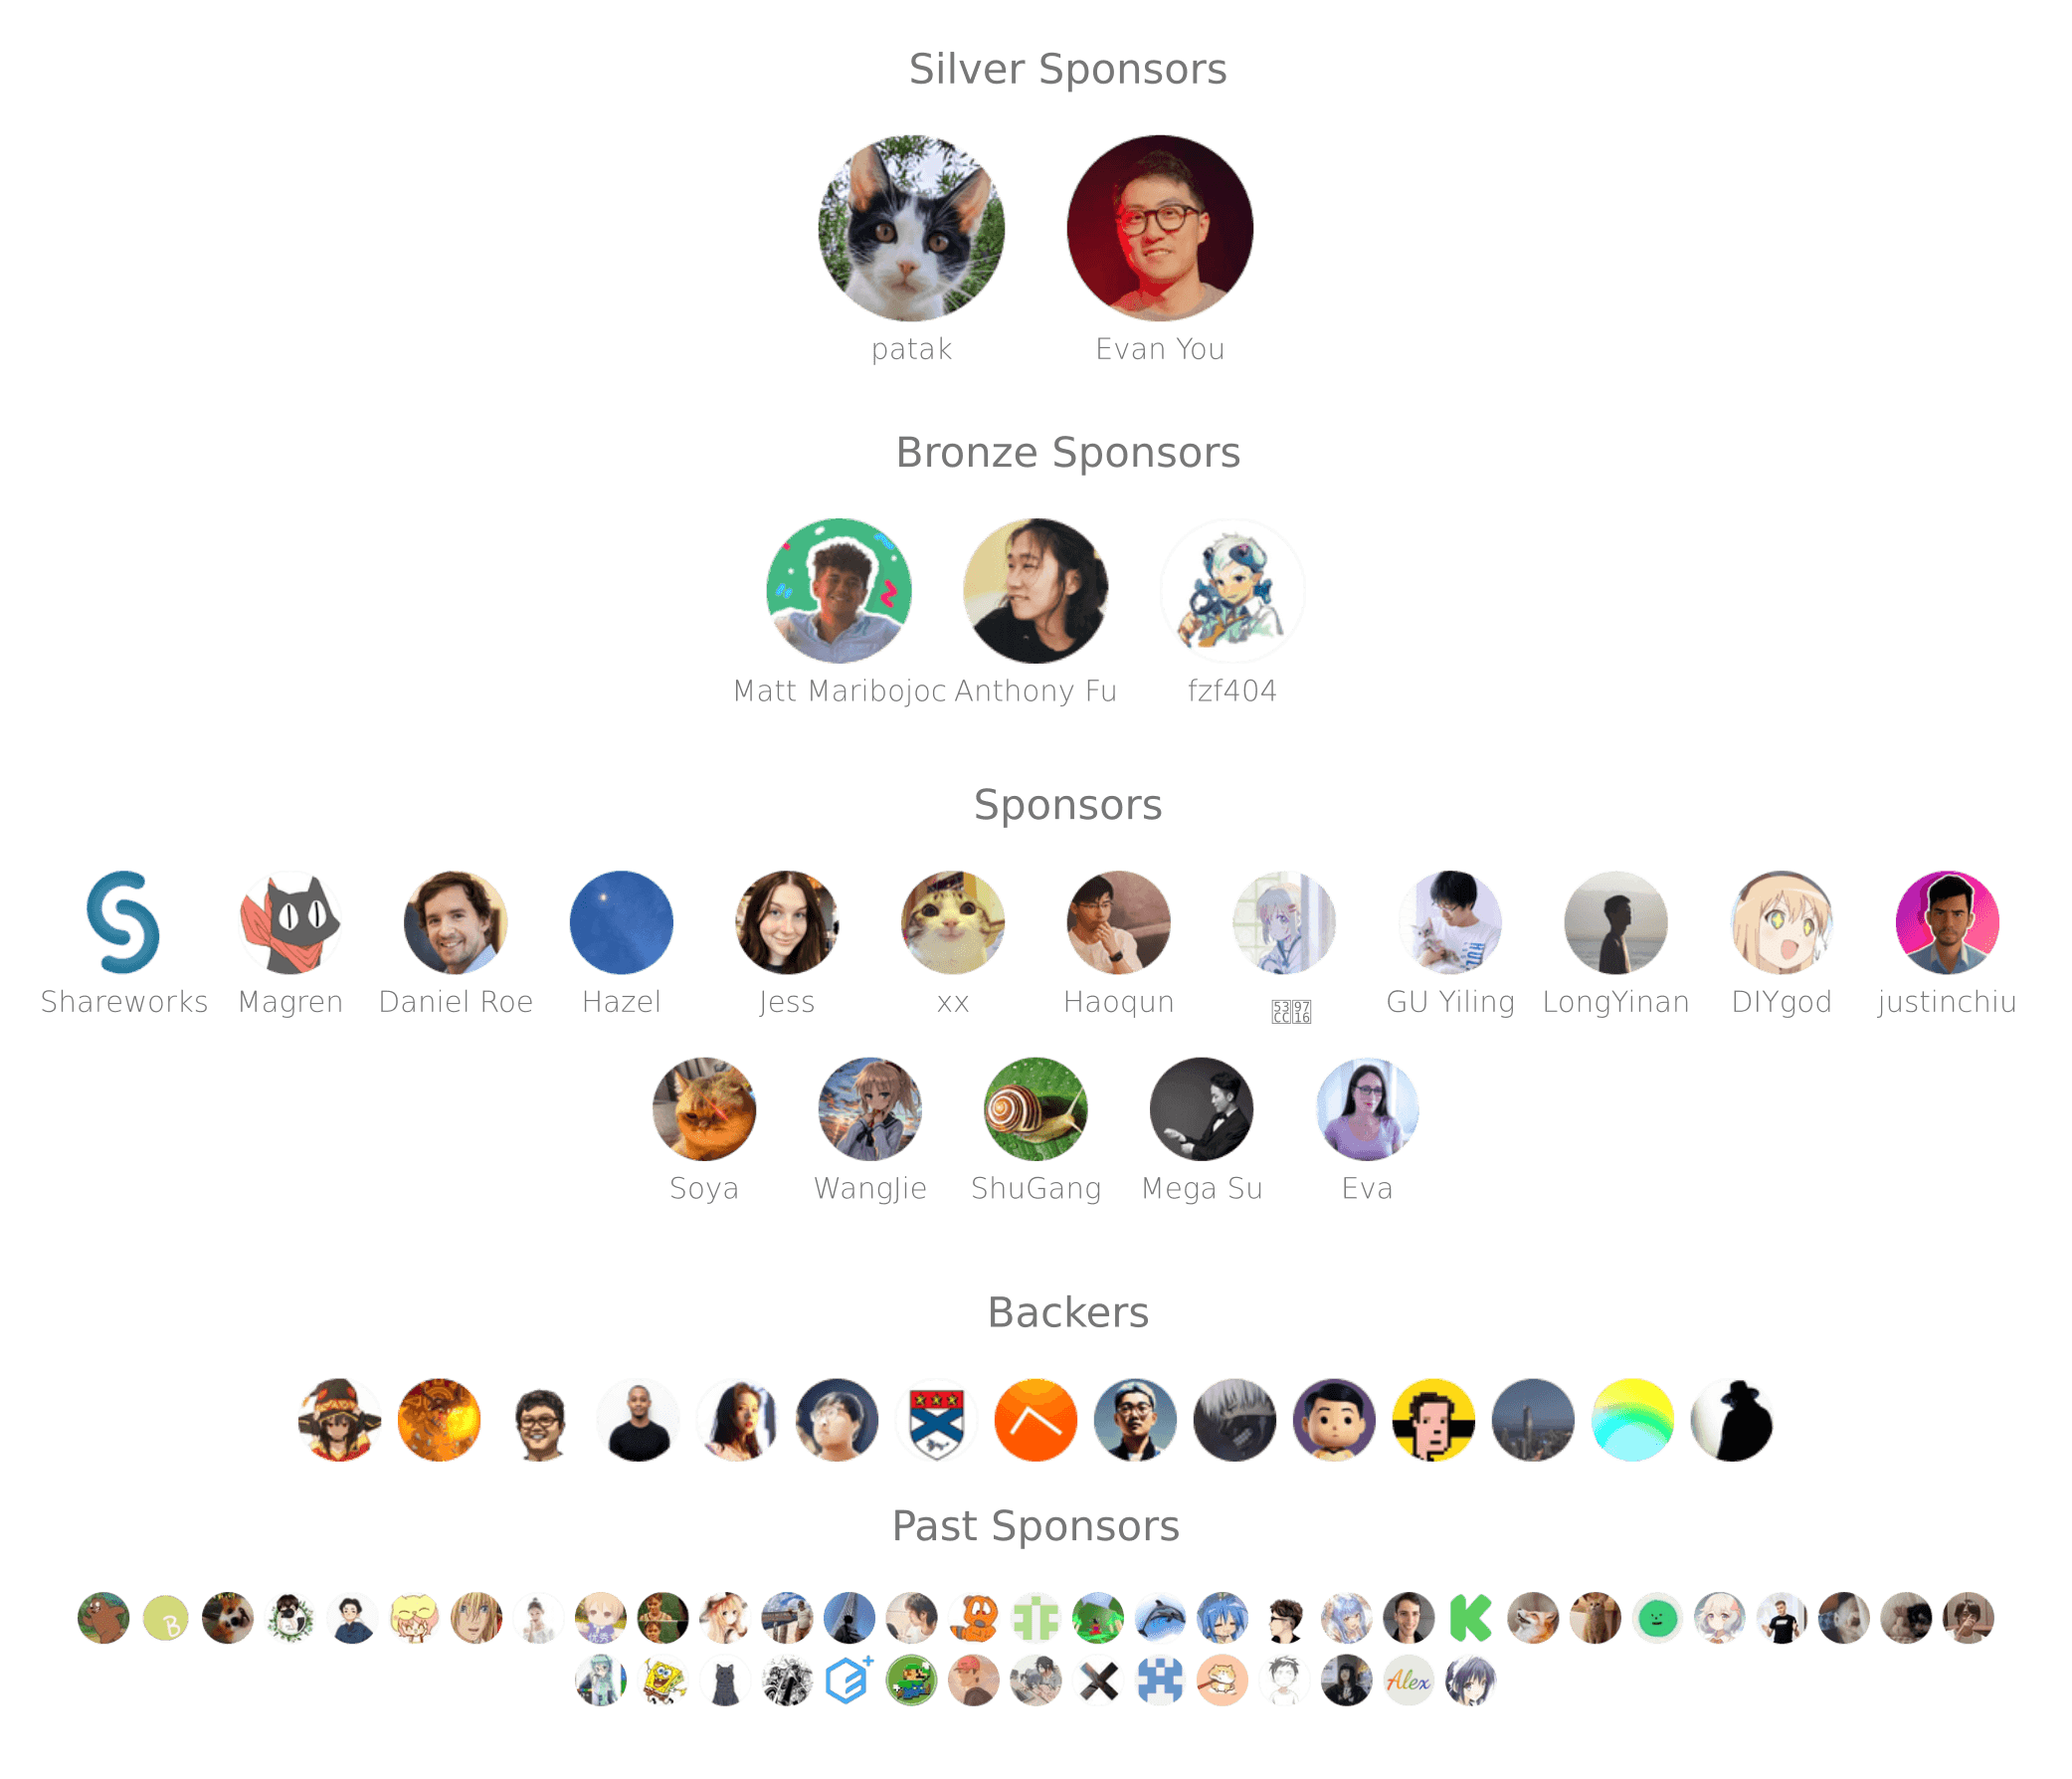 Silver Sponsors
patak Evan You
Bronze Sponsors
Matt Maribojoc Anthony Fu fzf404
Sponsors
Shareworks Magren Daniel Roe Hazel Jess xx Haoqun GU Yiling LongYinan DIYgod justinchiu
Soya WangJie ShuGang Mega Su Eva
Backers
Past Sponsors
B K
Alex